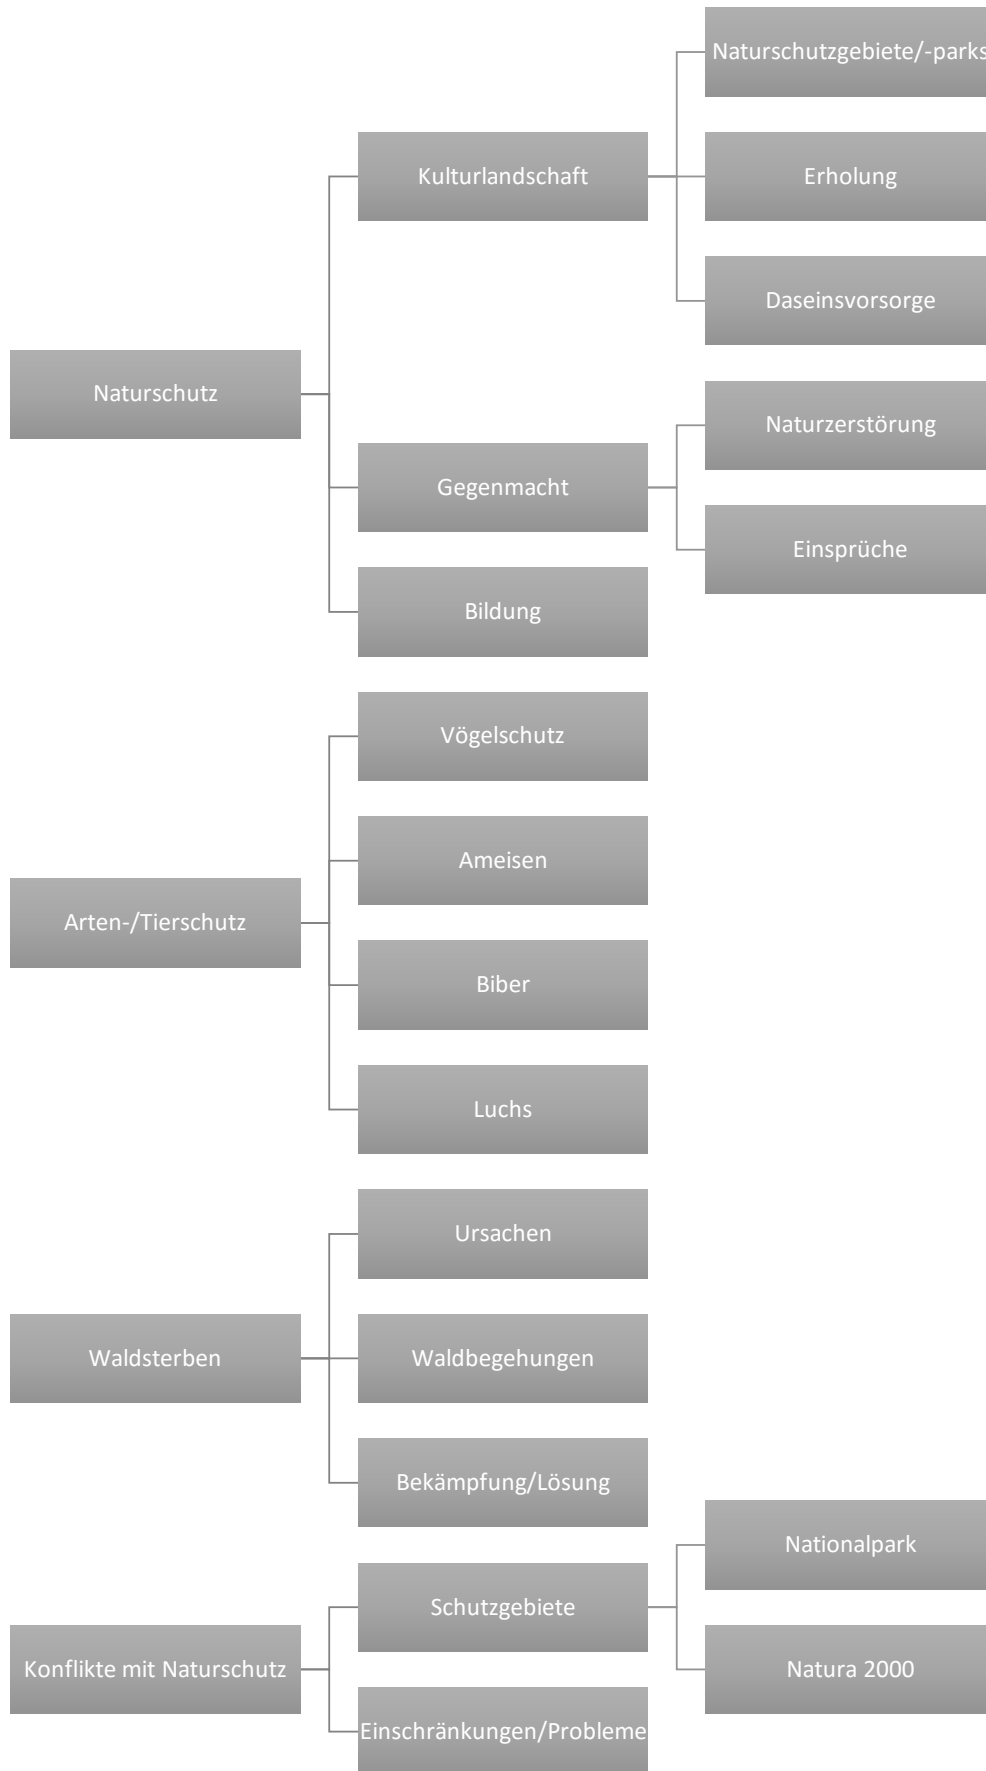 Naturschutz
Kulturlandschaft
Naturschutzgebiete/-parks
Erholung
Daseinsvorsorge
Gegenmacht
Naturzerstörung
Einsprüche
Bildung
Arten-/Tierschutz
Vögelschutz
Ameisen
Biber
Luchs
Waldsterben
Ursachen
Waldbegehungen
Bekämpfung/Lösung
Konflikte mit Naturschutz
Schutzgebiete
Nationalpark
Natura 2000
Einschränkungen/Probleme